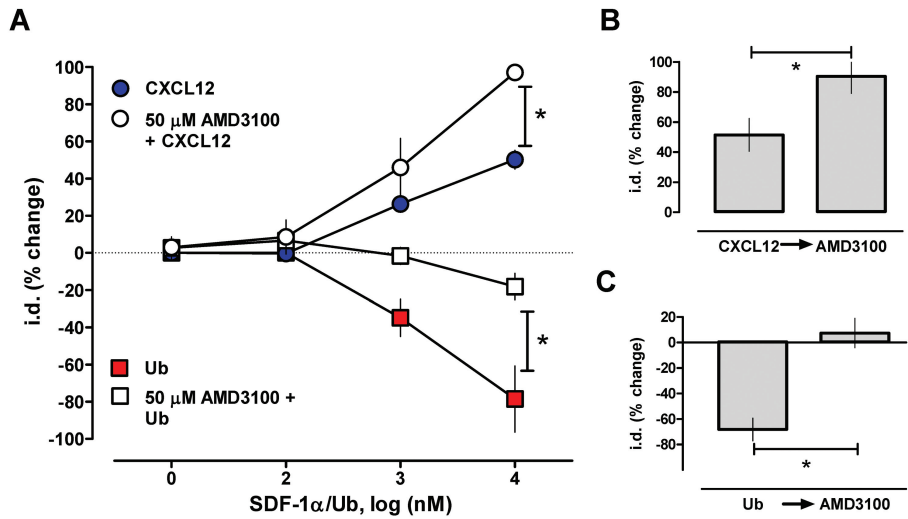 A
i.d. (% change)
100
80
60
40
20
0
-20
-40
-60
-80
-100
CXCL12
50 μM AMD3100
+ CXCL12
*
Ub
50 μM AMD3100 +
Ub
*
0 2 3 4
SDF-1α/Ub, log (nM)
B
i.d. (% change)
100
80
60
40
20
0
*
CXCL12 → AMD3100
C
i.d. (% change)
20
0
-20
-40
-60
-80
*
Ub → AMD3100